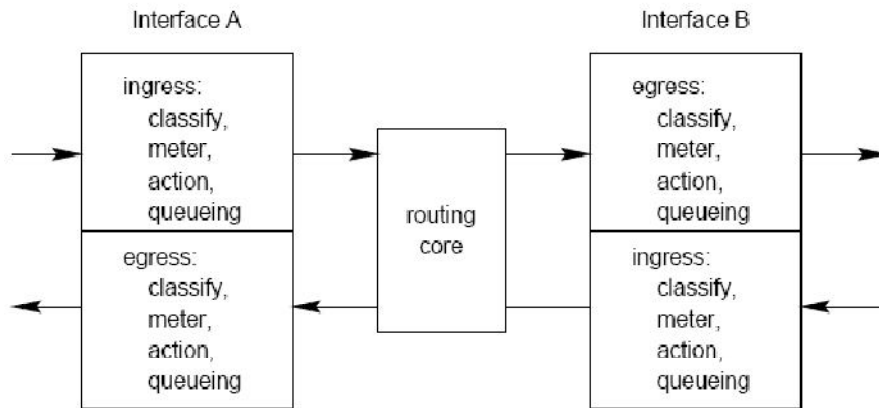 Interface A
Interface B
ingress:
classify,
meter,
action,
queueing
egress:
classify,
meter,
action,
queueing
routing
core
egress:
classify,
meter,
action,
queueing
ingress:
classify,
meter,
action,
queueing